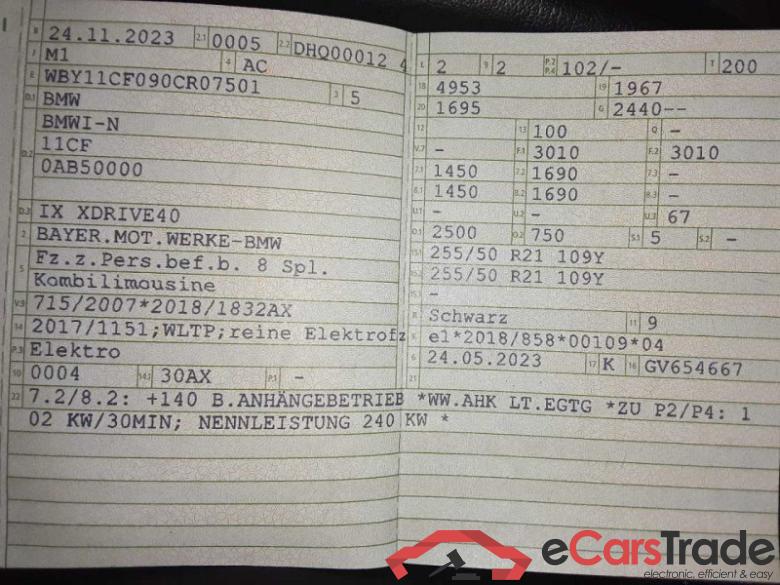 B 24.11.2023 2.1 0005 2.2 DHQ00012 4
J M1 4 AC
E WBY11CF090CR07501 3 5
D.1 BMW
BMWI-N
D.2 11CF
0AB50000
D.3 IX XDRIVE40
2 BAYER.MOT.WERKE-BMW
5 Fz.z.Pers.bef.b. 8 Spl.
Kombilimousine
V.9 715/2007*2018/1832AX
14 2017/1151;WLTP;reine Elektrofz
P.3 Elektro
10 0004 14.1 30AX P.1 -
L 2 9 2 P.2 P.4 102/- T 200
18 4953 19 1967
20 1695 G 2440--
12 13 100 Q -
V.7 - F.1 3010 F.2 3010
7.1 1450 7.2 1690 7.3 -
8.1 1450 8.2 1690 8.3 -
U.1 - U.2 - U.3 67
O.1 2500 O.2 750 S.1 5 S.2 -
15.1 255/50 R21 109Y
15.2 255/50 R21 109Y
15.3 -
R Schwarz 11 9
K e1*2018/858*00109*04
6 24.05.2023 17 K 16 GV654667
21
22 7.2/8.2: +140 B.ANHÄNGEBETRIEB *WW.AHK LT.EGTG *ZU P2/P4: 1
02 KW/30MIN; NENNLEISTUNG 240 KW *
eCarsTrade
electronic, efficient & easy